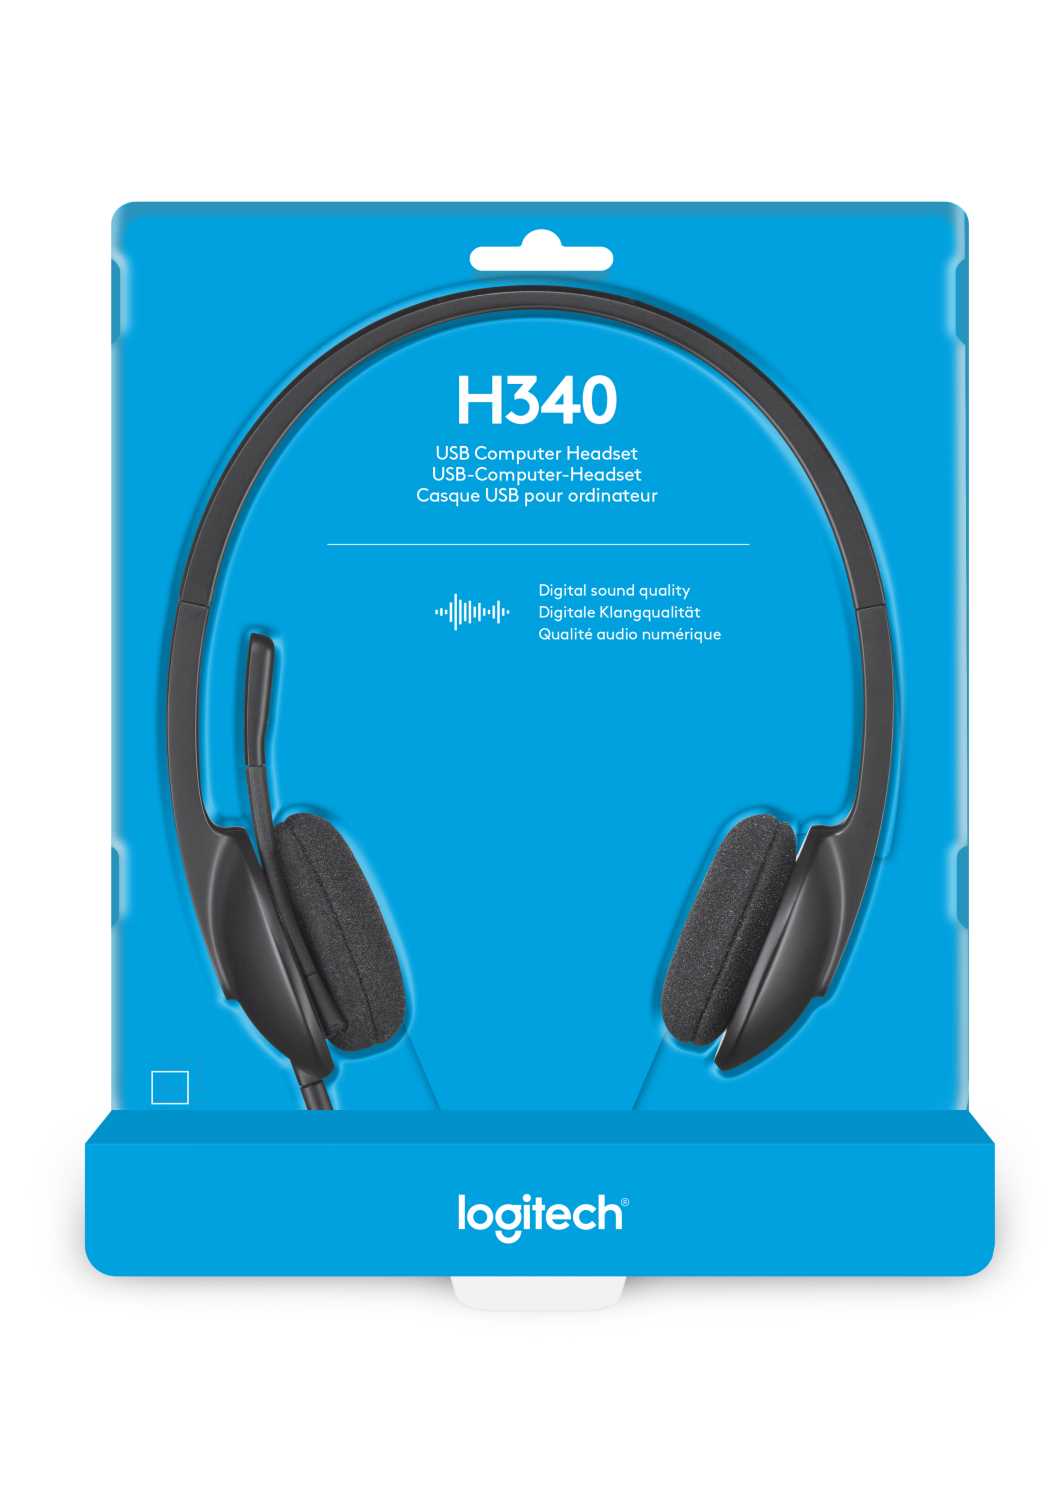 H340
USB Computer Headset
USB-Computer-Headset
Casque USB pour ordinateur
Digital sound quality
Digitale Klangqualität
Qualité audio numérique
logitech®